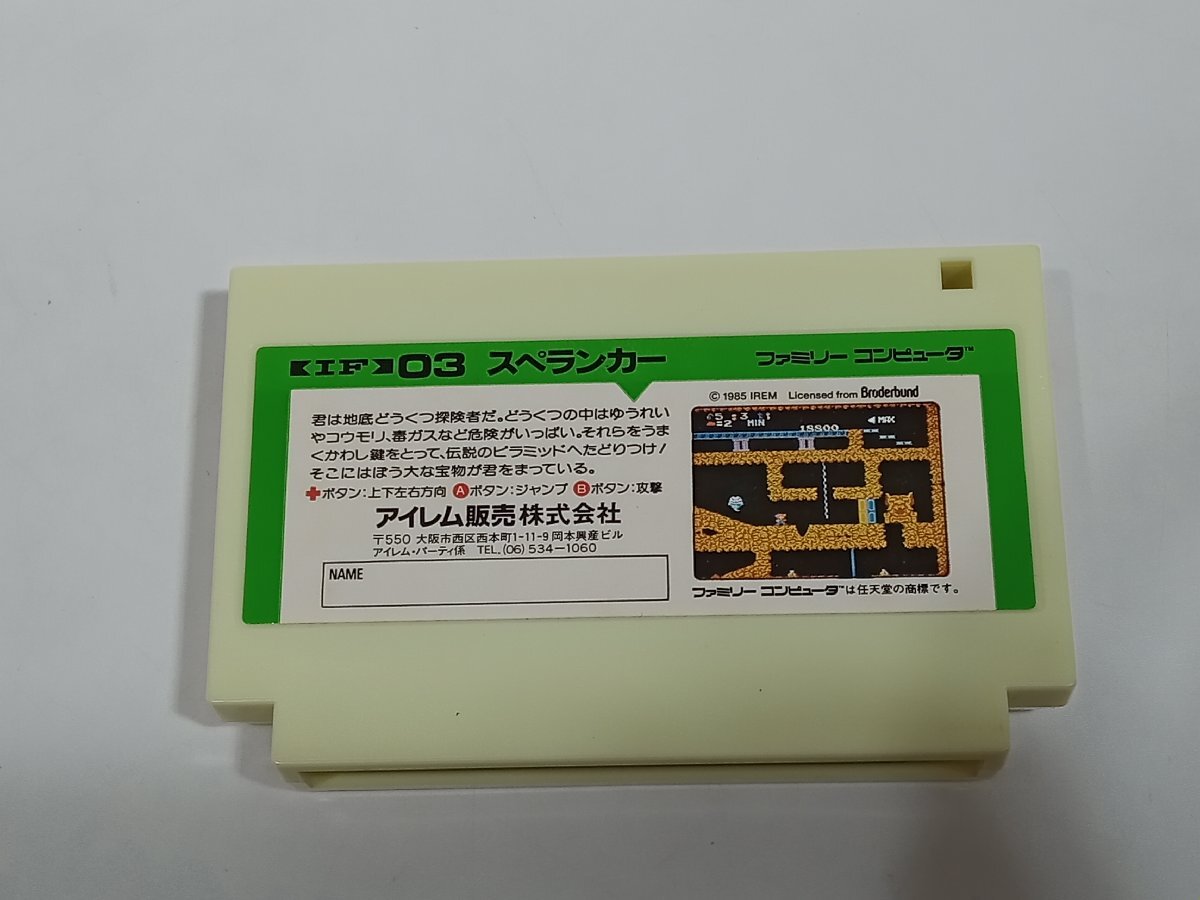 【IF】03 スペランカー
ファミリー コンピュータ™
君は地底どうくつ探険者だ。どうくつの中はゆうれい
やコウモリ、毒ガスなど危険がいっぱい。それらをうま
くかわし鍵をとって、伝説のピラミッドへたどりつけ!
そこにはぼう大な宝物が君をまっている。
✚ボタン:上下左右方向 Ⓐボタン:ジャンプ Ⓑボタン:攻撃
アイレム販売株式会社
〒550 大阪市西区西本町1-11-9 岡本興産ビル
アイレム・パーティ係 TEL.(06)534-1060
NAME
© 1985 IREM Licensed from Brøderbund
MAX
=2 MIN
18800
ファミリー コンピュータ™は任天堂の商標です。